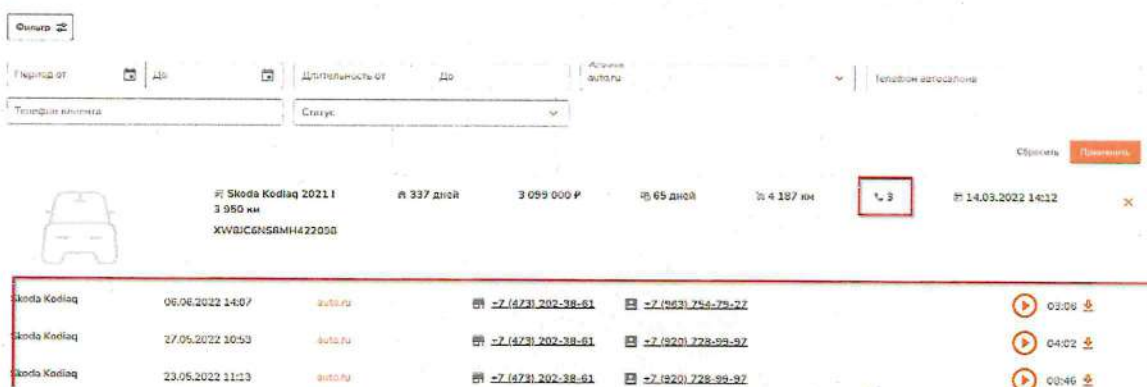 Фильтр
Период от До Длительность от До auto.ru Телефон автосалона
Телефон клиента Статус
Сбросить Применить
Skoda Kodiaq 2021 I 337 дней 3 099 000 ₽ 65 дней 4 187 км 3 14.03.2022 14:12
3 950 км
Skoda Kodiaq 06.06.2022 14:07 auto.ru +7 (473) 202-38-61 +7 (963) 794-79-27 03:06
Skoda Kodiaq 27.05.2022 10:53 auto.ru +7 (473) 202-38-61 +7 (920) 728-99-97 04:02
Skoda Kodiaq 23.05.2022 11:13 auto.ru +7 (473) 202-38-61 +7 (920) 728-99-97 00:46